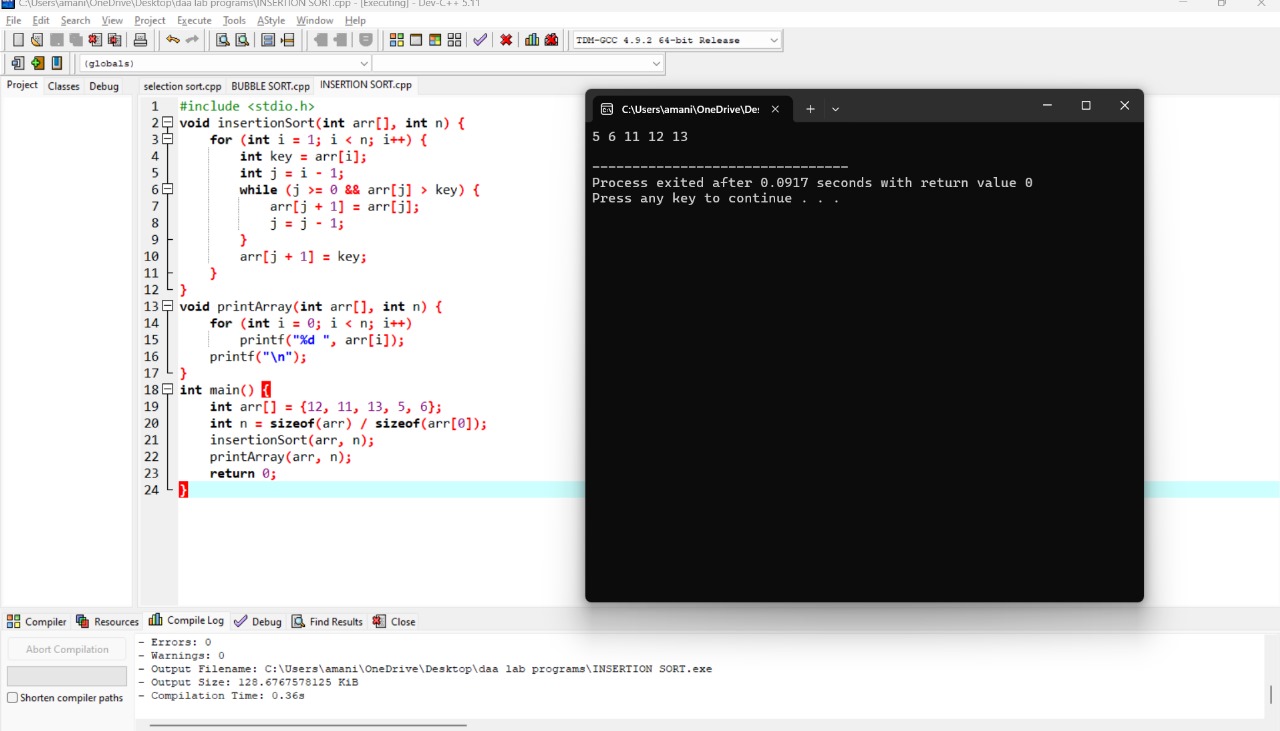 C:\Users\amani\OneDrive\Desktop\daa lab programs\INSERTION SORT.cpp - [Executing] - Dev-C++ 5.11
File Edit Search View Project Execute Tools AStyle Window Help
TDM-GCC 4.9.2 64-bit Release
(globals)
Project Classes Debug
selection sort.cpp BUBBLE SORT.cpp INSERTION SORT.cpp
1 #include <stdio.h>
2 void insertionSort(int arr[], int n) {
3 for (int i = 1; i < n; i++) {
4 int key = arr[i];
5 int j = i - 1;
6 while (j >= 0 && arr[j] > key) {
7 arr[j + 1] = arr[j];
8 j = j - 1;
9 }
10 arr[j + 1] = key;
11 }
12 }
13 void printArray(int arr[], int n) {
14 for (int i = 0; i < n; i++)
15 printf("%d ", arr[i]);
16 printf("\n");
17 }
18 int main() {
19 int arr[] = {12, 11, 13, 5, 6};
20 int n = sizeof(arr) / sizeof(arr[0]);
21 insertionSort(arr, n);
22 printArray(arr, n);
23 return 0;
24 }
C:\Users\amani\OneDrive\De
5 6 11 12 13
--------------------------------
Process exited after 0.0917 seconds with return value 0
Press any key to continue . . .
Compiler Resources Compile Log Debug Find Results Close
Abort Compilation
Shorten compiler paths
- Errors: 0
- Warnings: 0
- Output Filename: C:\Users\amani\OneDrive\Desktop\daa lab programs\INSERTION SORT.exe
- Output Size: 128.6767578125 KiB
- Compilation Time: 0.36s